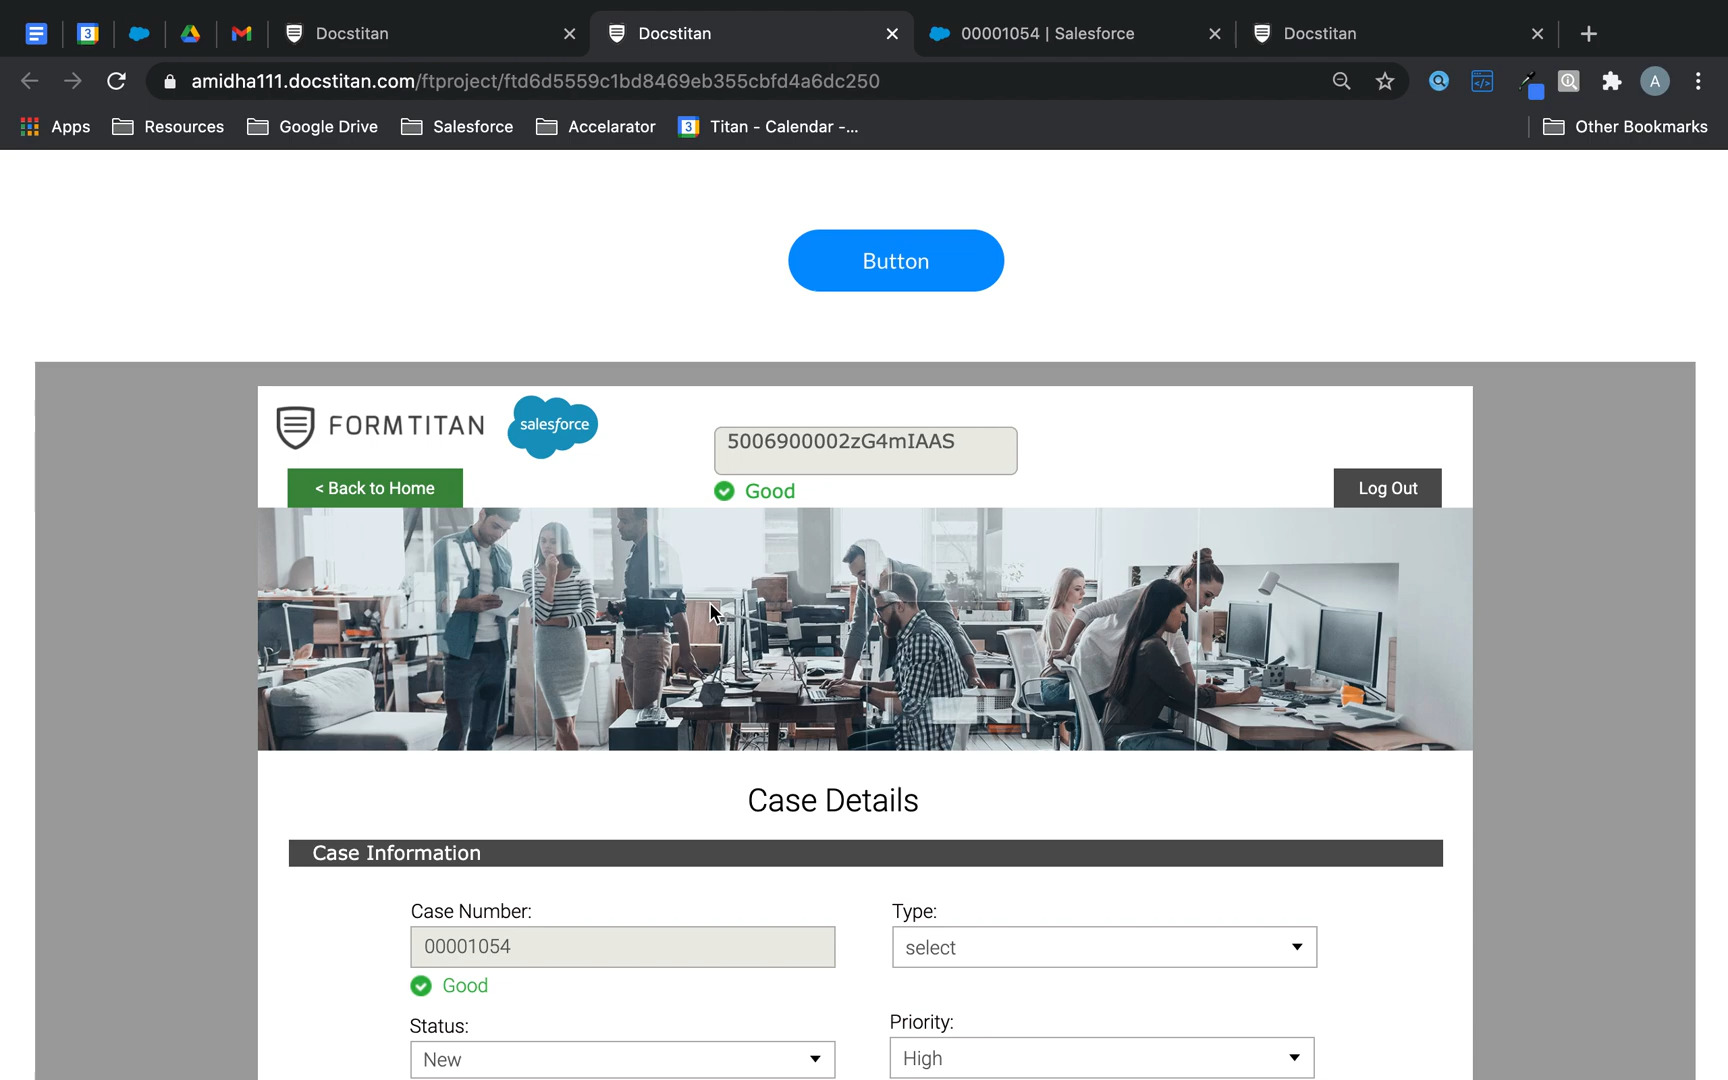 Docstitan
Docstitan
00001054 | Salesforce
Docstitan
amidha111.docstitan.com/ftproject/ftd6d5559c1bd8469eb355cbfd4a6dc250
A
Apps
Resources
Google Drive
Salesforce
Accelarator
3
Titan - Calendar -...
Other Bookmarks
Button
FORMTITAN
salesforce
5006900002zG4mIAAS
Good
< Back to Home
Log Out
Case Details
Case Information
Case Number:
Type:
00001054
select
Good
Status:
Priority:
New
High